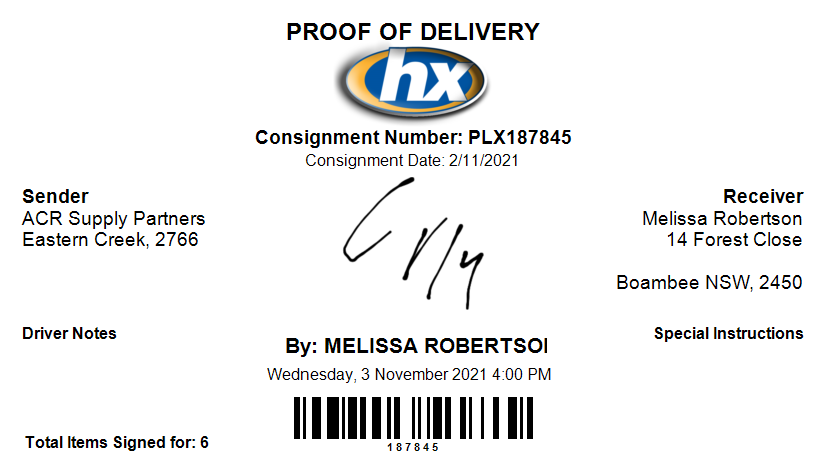 PROOF OF DELIVERY
hx
Consignment Number: PLX187845
Consignment Date: 2/11/2021
Sender
ACR Supply Partners
Eastern Creek, 2766
Receiver
Melissa Robertson
14 Forest Close
Boambee NSW, 2450
Driver Notes
Special Instructions
By: MELISSA ROBERTSO
Wednesday, 3 November 2021 4:00 PM
187845
Total Items Signed for: 6